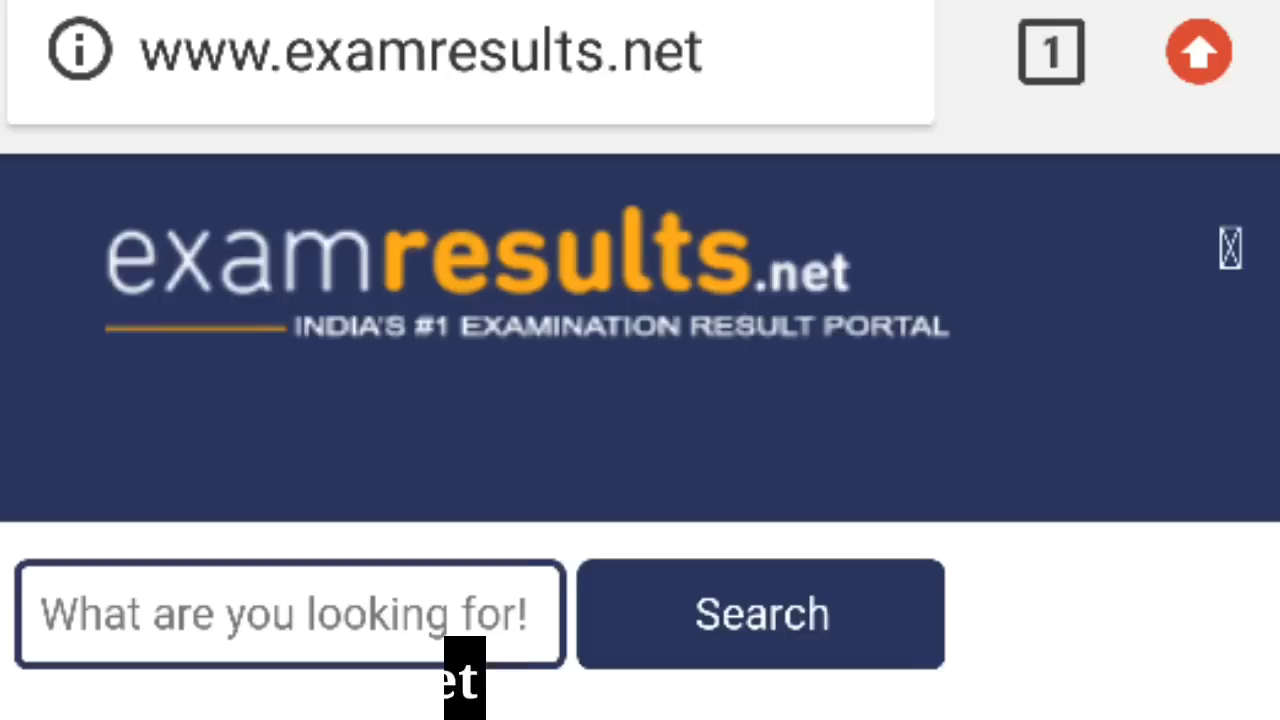 www.examresults.net
1
examresults.net
INDIA'S #1 EXAMINATION RESULT PORTAL
What are you looking for!
Search
et